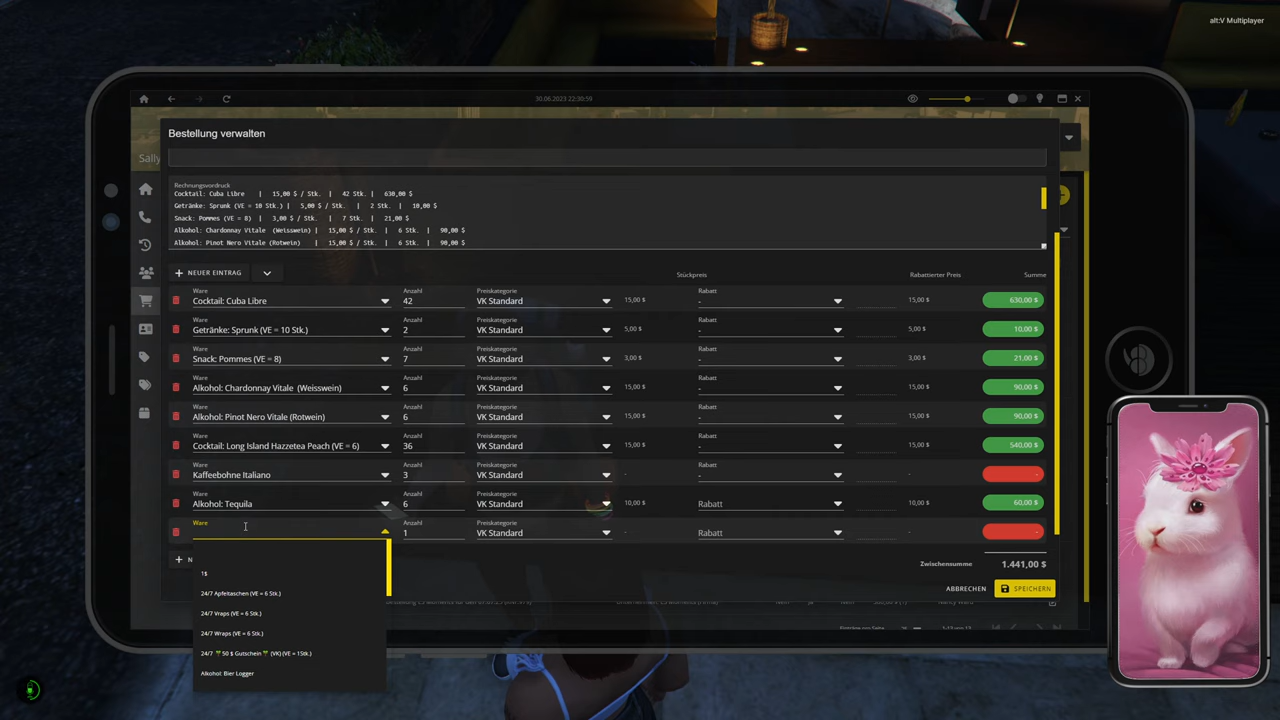 alt:V Multiplayer
30.06.2023 22:30:59
Bestellung verwalten
Sally
Rechnungsvordruck
Cocktail: Cuba Libre | 15,00 $ / Stk. | 42 Stk. | 630,00 $
Getränke: Sprunk (VE = 10 Stk.) | 5,00 $ / Stk. | 2 Stk. | 10,00 $
Snack: Pommes (VE = 8) | 3,00 $ / Stk. | 7 Stk. | 21,00 $
Alkohol: Chardonnay Vitale (Weisswein) | 15,00 $ / Stk. | 6 Stk. | 90,00 $
Alkohol: Pinot Nero Vitale (Rotwein) | 15,00 $ / Stk. | 6 Stk. | 90,00 $
+ NEUER EINTRAG
Stückpreis Rabattierter Preis Summe
Ware Anzahl Preiskategorie Rabatt
Cocktail: Cuba Libre 42 VK Standard 15,00 $ - 15,00 $ 630,00 $
Ware Anzahl Preiskategorie Rabatt
Getränke: Sprunk (VE = 10 Stk.) 2 VK Standard 5,00 $ - 5,00 $ 10,00 $
Ware Anzahl Preiskategorie Rabatt
Snack: Pommes (VE = 8) 7 VK Standard 3,00 $ - 3,00 $ 21,00 $
Ware Anzahl Preiskategorie Rabatt
Alkohol: Chardonnay Vitale (Weisswein) 6 VK Standard 15,00 $ - 15,00 $ 90,00 $
Ware Anzahl Preiskategorie Rabatt
Alkohol: Pinot Nero Vitale (Rotwein) 6 VK Standard 15,00 $ - 15,00 $ 90,00 $
Ware Anzahl Preiskategorie Rabatt
Cocktail: Long Island Hazzetea Peach (VE = 6) 36 VK Standard 15,00 $ - 15,00 $ 540,00 $
Ware Anzahl Preiskategorie Rabatt
Kaffeebohne Italiano 3 VK Standard - - -
Ware Anzahl Preiskategorie
Alkohol: Tequila 6 VK Standard 10,00 $ Rabatt 10,00 $ 60,00 $
Ware Anzahl Preiskategorie
1 VK Standard - Rabatt -
+ N
Zwischensumme 1.441,00 $
ABBRECHEN SPEICHERN
1$
24/7 Apfeltaschen (VE = 6 Stk.)
24/7 Vraps (VE = 6 Stk.)
24/7 Wraps (VE = 6 Stk.)
24/7 50 $ Gutschein (VK) (VE = 1Stk.)
Alkohol: Bier Logger